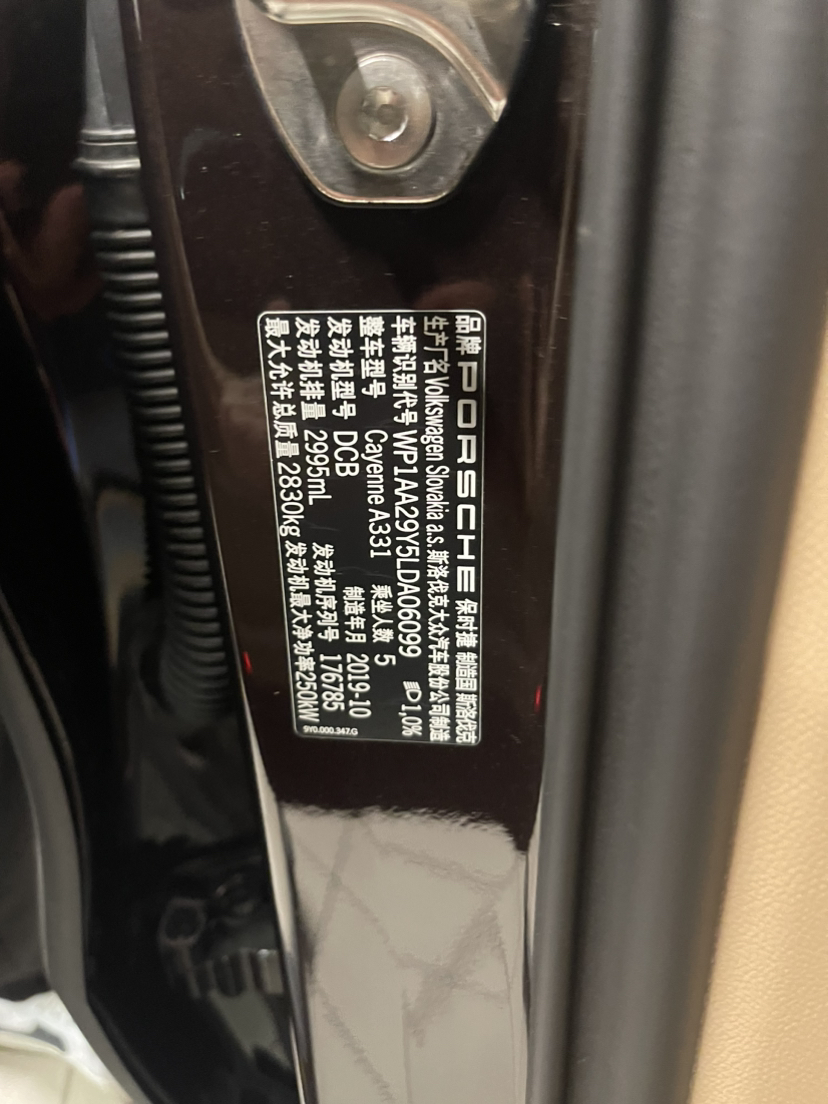 品牌 PORSCHE 保时捷 制造国 斯洛伐克
生产厂名 Volkswagen Slovakia a.s. 斯洛伐克大众汽车股份公司制造
车辆识别代号 WP1AA29Y5LDA06099 1,0%
整车型号 Cayenne A331 乘坐人数 5
发动机型号 DCB 制造年月 2019-10
发动机排量 2995mL 发动机序列号 176785
最大允许总质量 2830kg 发动机最大净功率250kW
9Y0.000.347.G